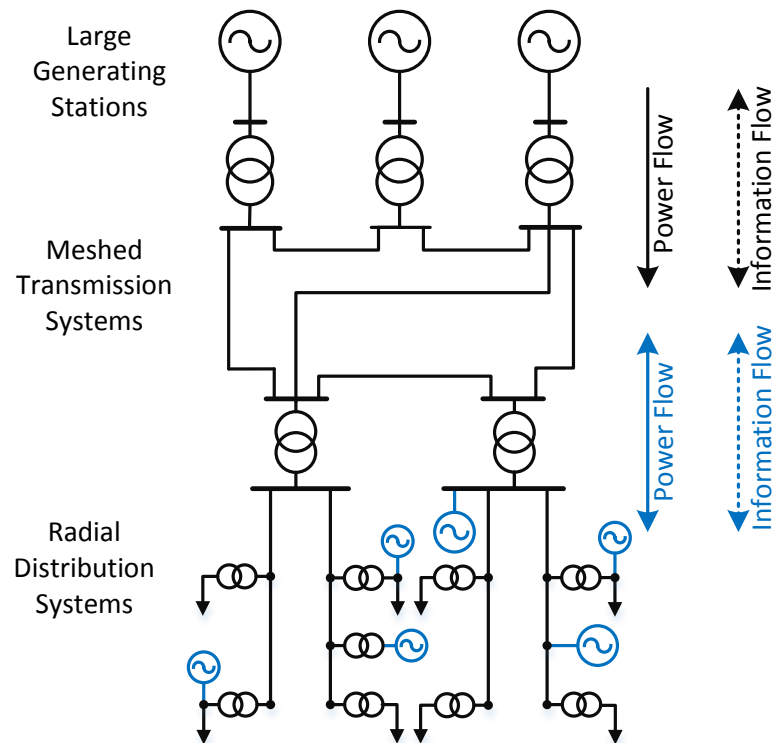 Large
Generating
Stations
Power Flow
Information Flow
Meshed
Transmission
Systems
Power Flow
Information Flow
Radial
Distribution
Systems